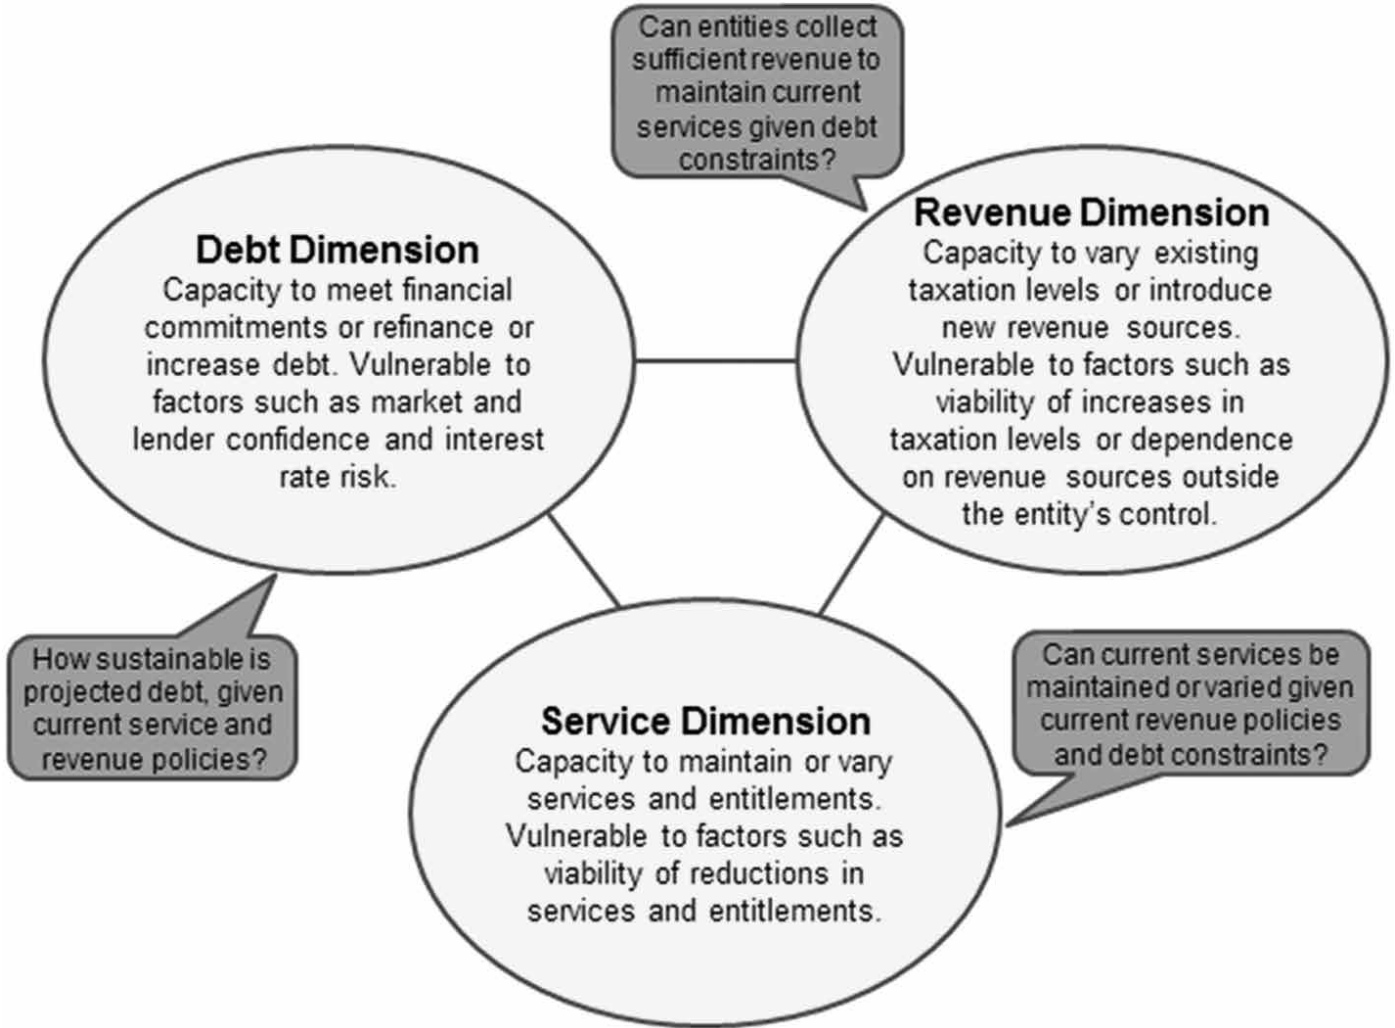 Can entities collect
sufficient revenue to
maintain current
services given debt
constraints?
Debt Dimension
Capacity to meet financial
commitments or refinance or
increase debt. Vulnerable to
factors such as market and
lender confidence and interest
rate risk.
Revenue Dimension
Capacity to vary existing
taxation levels or introduce
new revenue sources.
Vulnerable to factors such as
viability of increases in
taxation levels or dependence
on revenue sources outside
the entity's control.
How sustainable is
projected debt, given
current service and
revenue policies?
Service Dimension
Capacity to maintain or vary
services and entitlements.
Vulnerable to factors such as
viability of reductions in
services and entitlements.
Can current services be
maintained or varied given
current revenue policies
and debt constraints?